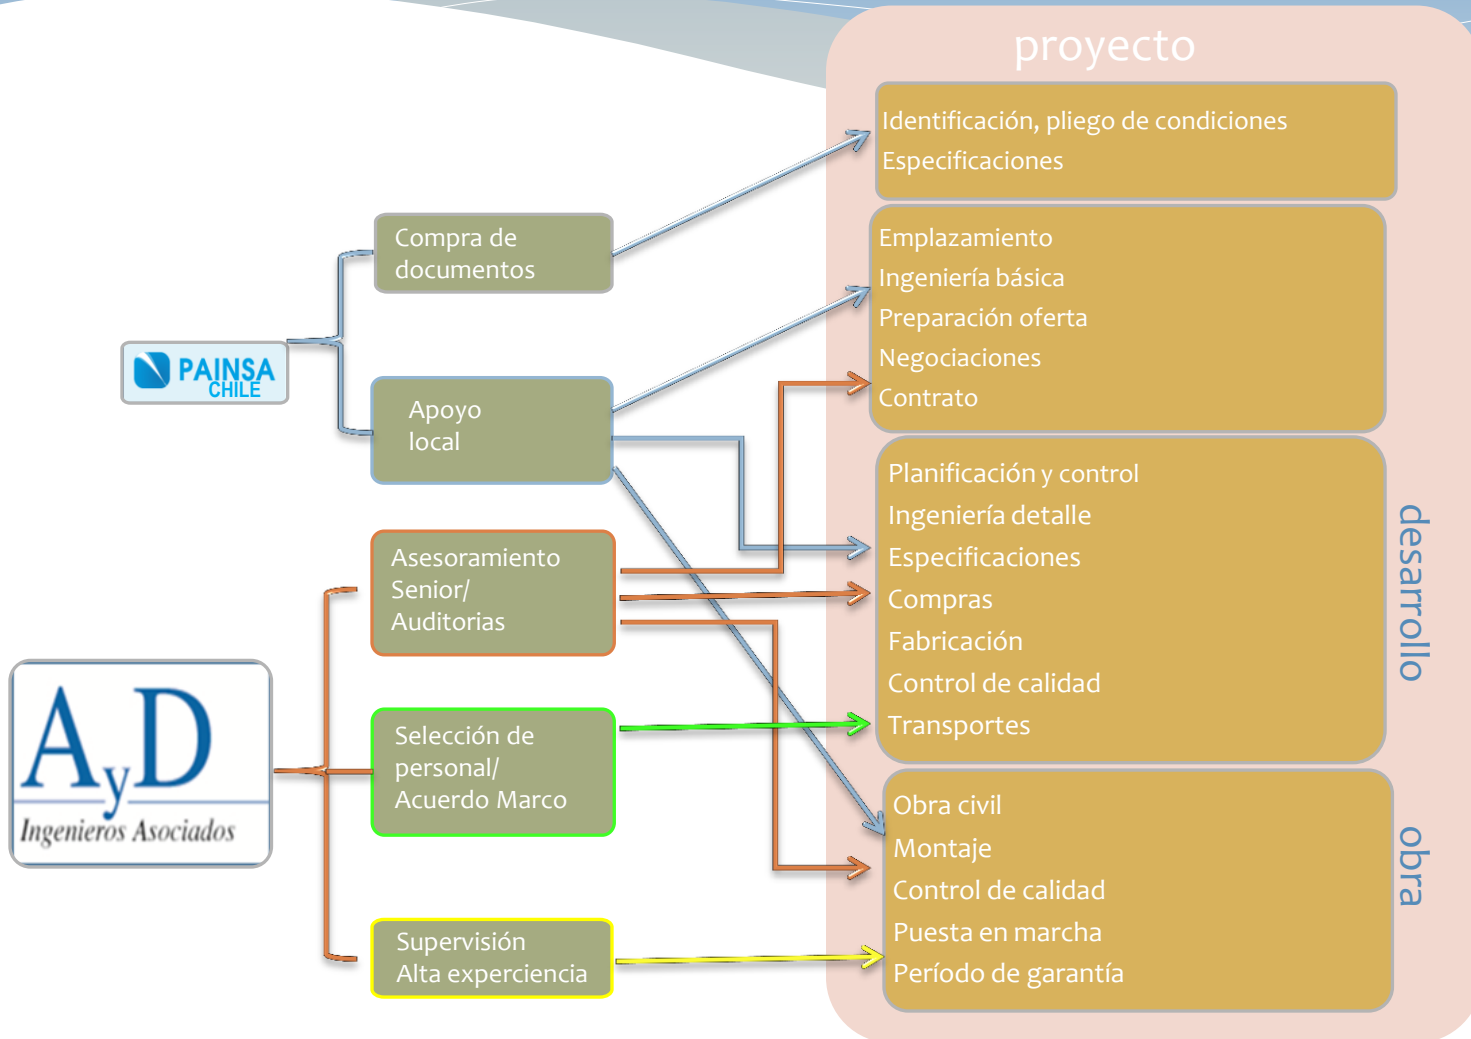 proyecto
Identificación, pliego de condiciones
Especificaciones
Compra de
documentos
Emplazamiento
Ingeniería básica
Preparación oferta
Negociaciones
Contrato
PAINSA
CHILE
Apoyo
local
Planificación y control
Ingeniería detalle
Especificaciones
Compras
Fabricación
Control de calidad
Transportes
desarrollo
Asesoramiento
Senior/
Auditorias
AyD
Ingenieros Asociados
Selección de
personal/
Acuerdo Marco
Obra civil
Montaje
Control de calidad
Puesta en marcha
Período de garantía
obra
Supervisión
Alta experciencia